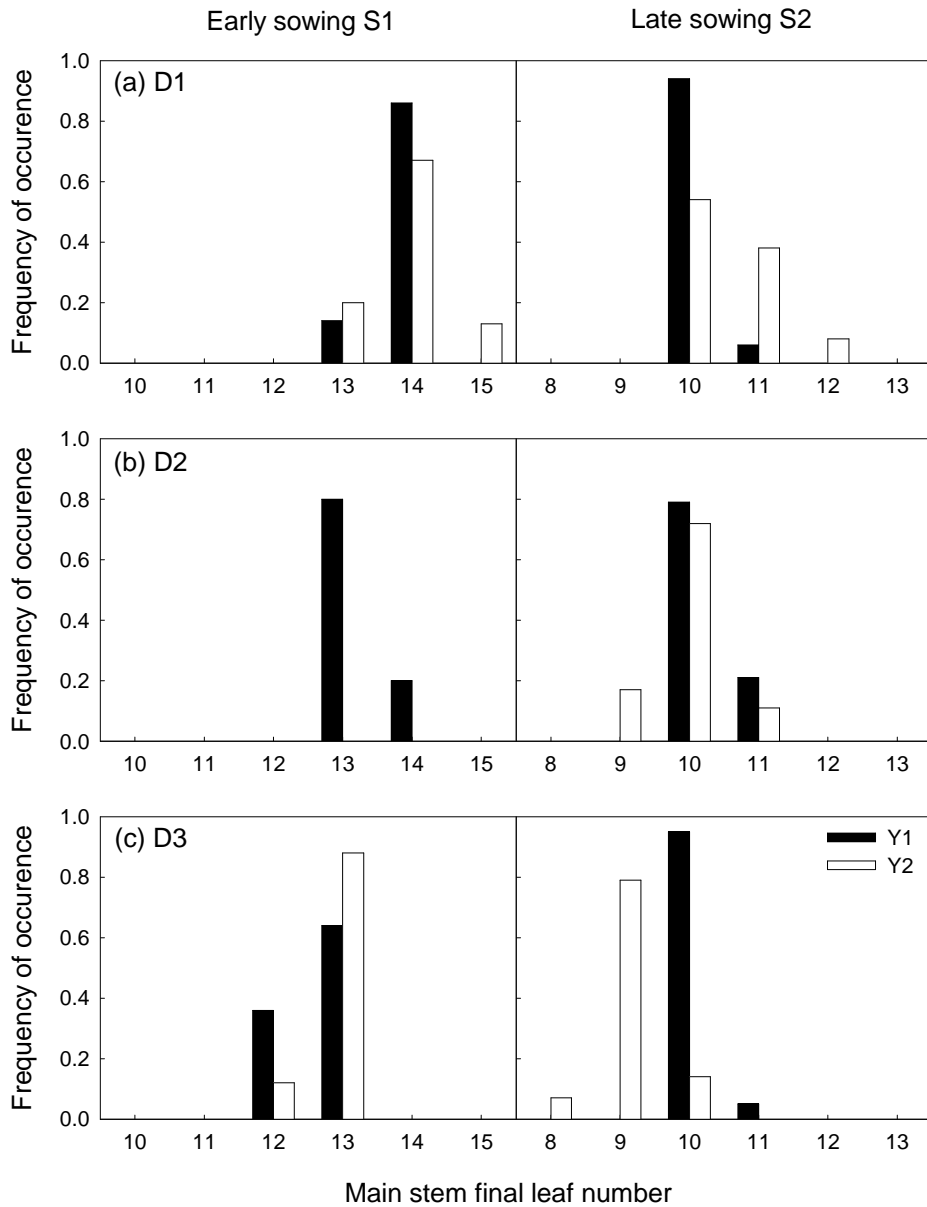 Early sowing S1 Late sowing S2
(a) D1
Frequency of occurence
1.0
0.8
0.6
0.4
0.2
0.0
10 11 12 13 14 15 8 9 10 11 12 13
(b) D2
Frequency of occurence
1.0
0.8
0.6
0.4
0.2
0.0
10 11 12 13 14 15 8 9 10 11 12 13
(c) D3
Y1
Y2
Frequency of occurence
1.0
0.8
0.6
0.4
0.2
0.0
10 11 12 13 14 15 8 9 10 11 12 13
Main stem final leaf number